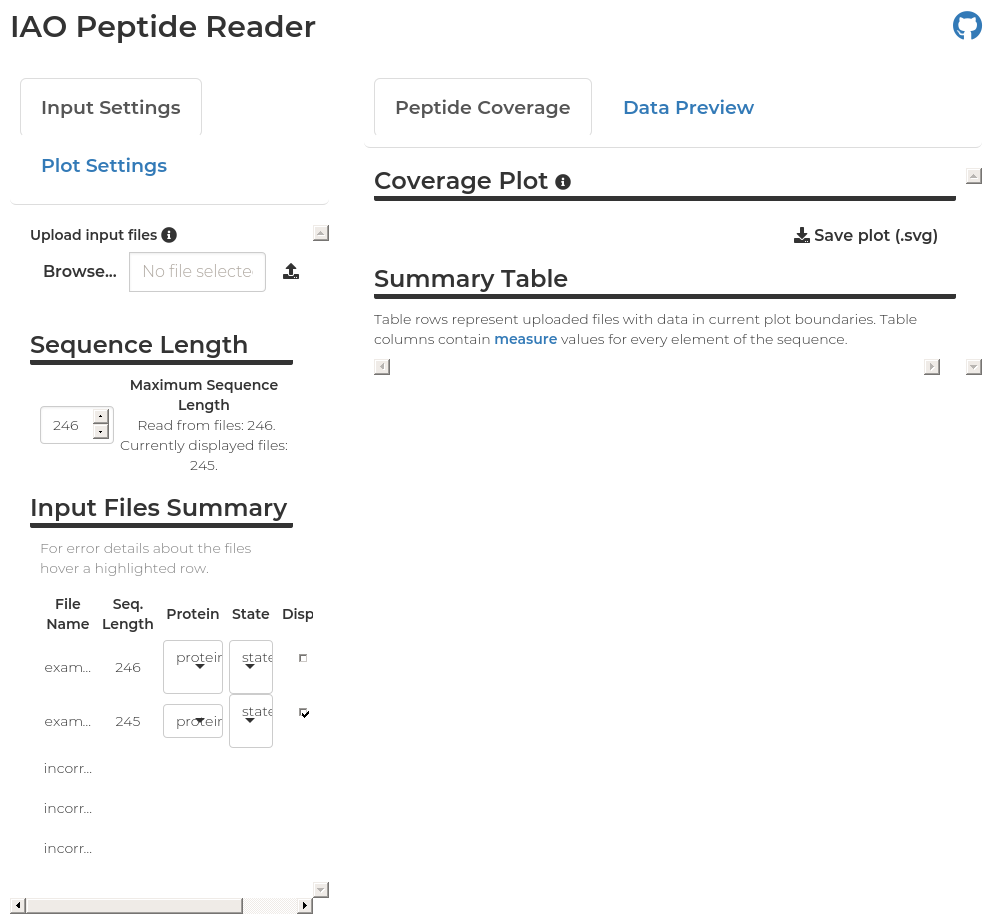 IAO Peptide Reader
Input Settings
Plot Settings
Upload input files
Browse...
No file selecte
Sequence Length
246
Maximum Sequence
Length
Read from files: 246.
Currently displayed files:
245.
Input Files Summary
For error details about the files
hover a highlighted row.
File Name Seq. Length Protein State Disp
exam... 246 protein state
exam... 245 protein state
incorr...
incorr...
incorr...
Peptide Coverage
Data Preview
Coverage Plot
Save plot (.svg)
Summary Table
Table rows represent uploaded files with data in current plot boundaries. Table
columns contain measure values for every element of the sequence.